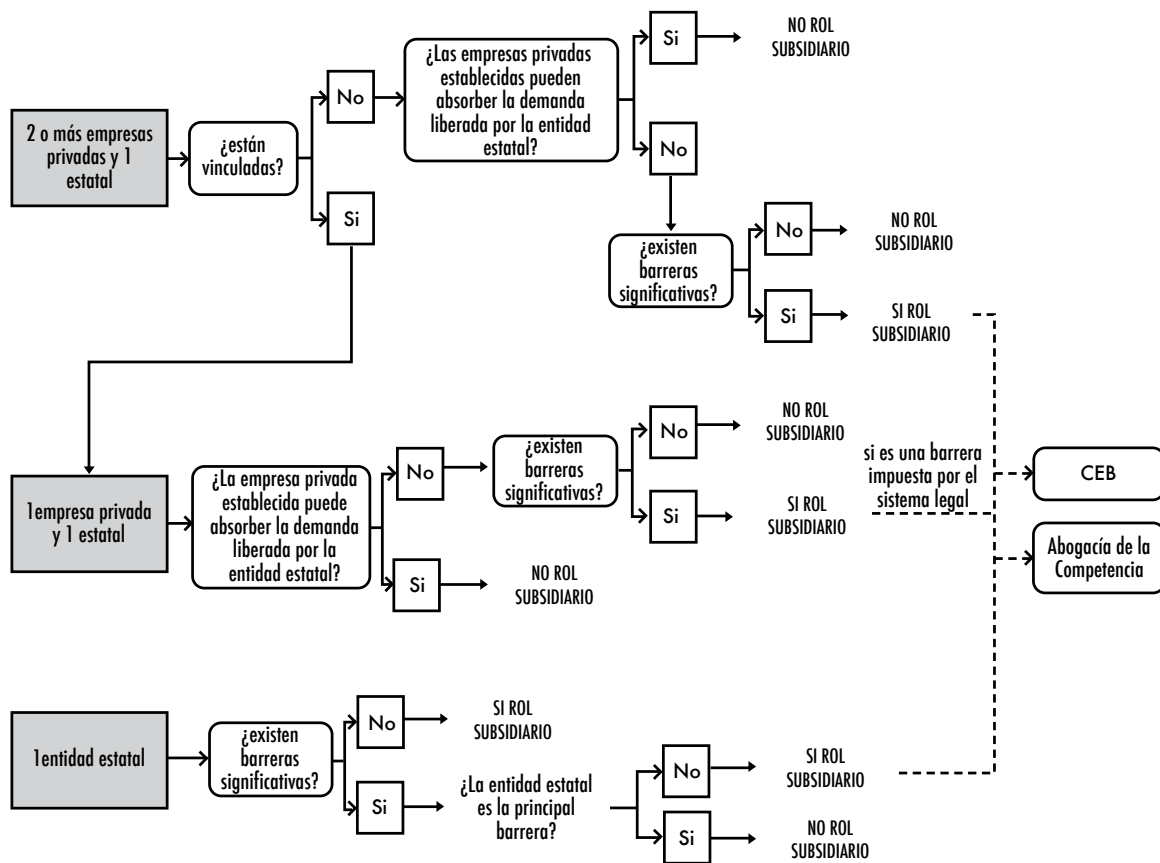 2 o más empresas
privadas y 1
estatal
¿están
vinculadas?
No
Si
¿Las empresas privadas
establecidas pueden
absorber la demanda
liberada por la entidad
estatal?
Si
NO ROL
SUBSIDIARIO
No
¿existen
barreras
significativas?
No
NO ROL
SUBSIDIARIO
Si
SI ROL
SUBSIDIARIO
1empresa privada
y 1 estatal
¿La empresa privada
establecida puede
absorber la demanda
liberada por la
entidad estatal?
No
¿existen
barreras
significativas?
No
NO ROL
SUBSIDIARIO
Si
SI ROL
SUBSIDIARIO
Si
NO ROL
SUBSIDIARIO
si es una barrera
impuesta por el
sistema legal
CEB
Abogacía de la
Competencia
1entidad estatal
¿existen
barreras
significativas?
No
SI ROL
SUBSIDIARIO
Si
¿La entidad estatal
es la principal
barrera?
No
SI ROL
SUBSIDIARIO
Si
NO ROL
SUBSIDIARIO